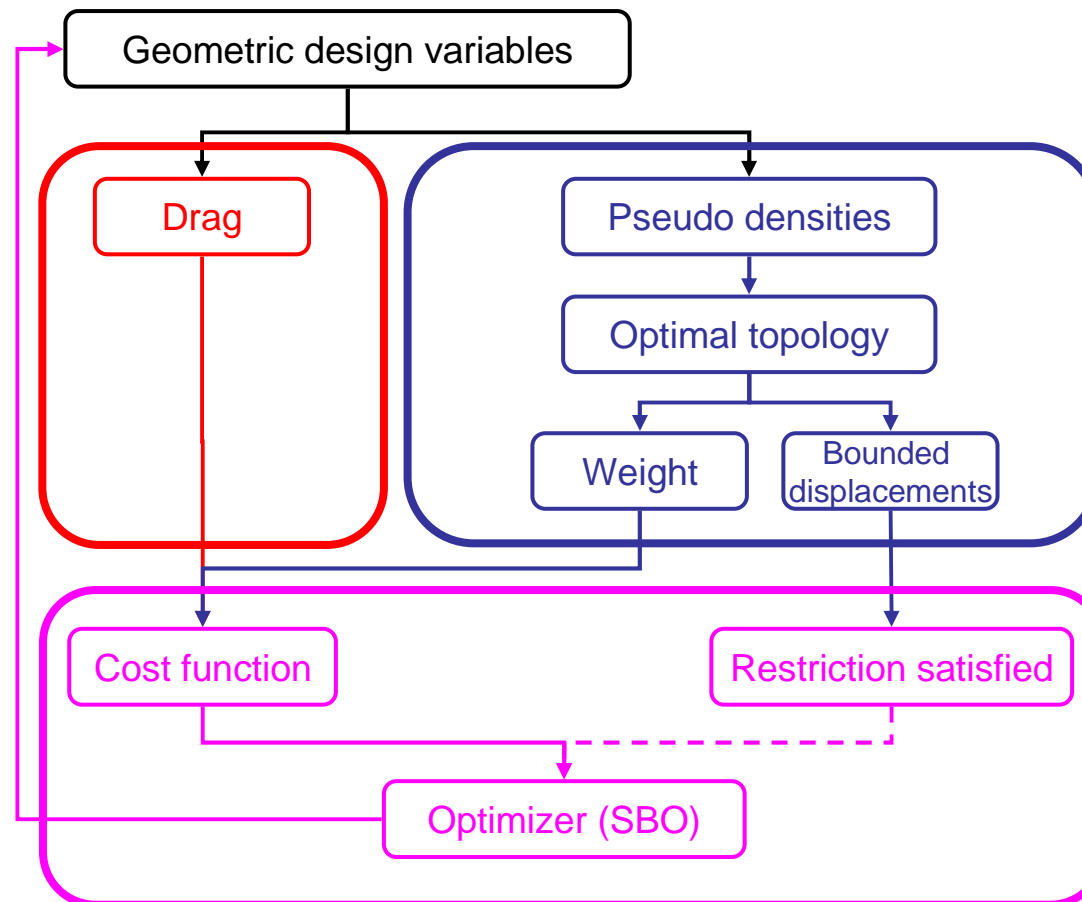 Geometric design variables
Drag
Pseudo densities
Optimal topology
Weight
Bounded
displacements
Cost function
Restriction satisfied
Optimizer (SBO)